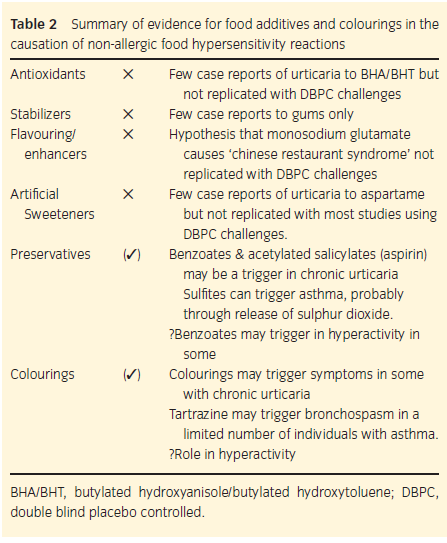 Table 2 Summary of evidence for food additives and colourings in the
causation of non-allergic food hypersensitivity reactions
Antioxidants ✕ Few case reports of urticaria to BHA/BHT but
not replicated with DBPC challenges
Stabilizers ✕ Few case reports to gums only
Flavouring/ ✕ Hypothesis that monosodium glutamate
enhancers causes ‘chinese restaurant syndrome’ not
replicated with DBPC challenges
Artificial ✕ Few case reports of urticaria to aspartame
Sweeteners but not replicated with most studies using
DBPC challenges.
Preservatives (✓) Benzoates & acetylated salicylates (aspirin)
may be a trigger in chronic urticaria
Sulfites can trigger asthma, probably
through release of sulphur dioxide.
?Benzoates may trigger in hyperactivity in
some
Colourings (✓) Colourings may trigger symptoms in some
with chronic urticaria
Tartrazine may trigger bronchospasm in a
limited number of individuals with asthma.
?Role in hyperactivity
BHA/BHT, butylated hydroxyanisole/butylated hydroxytoluene; DBPC,
double blind placebo controlled.